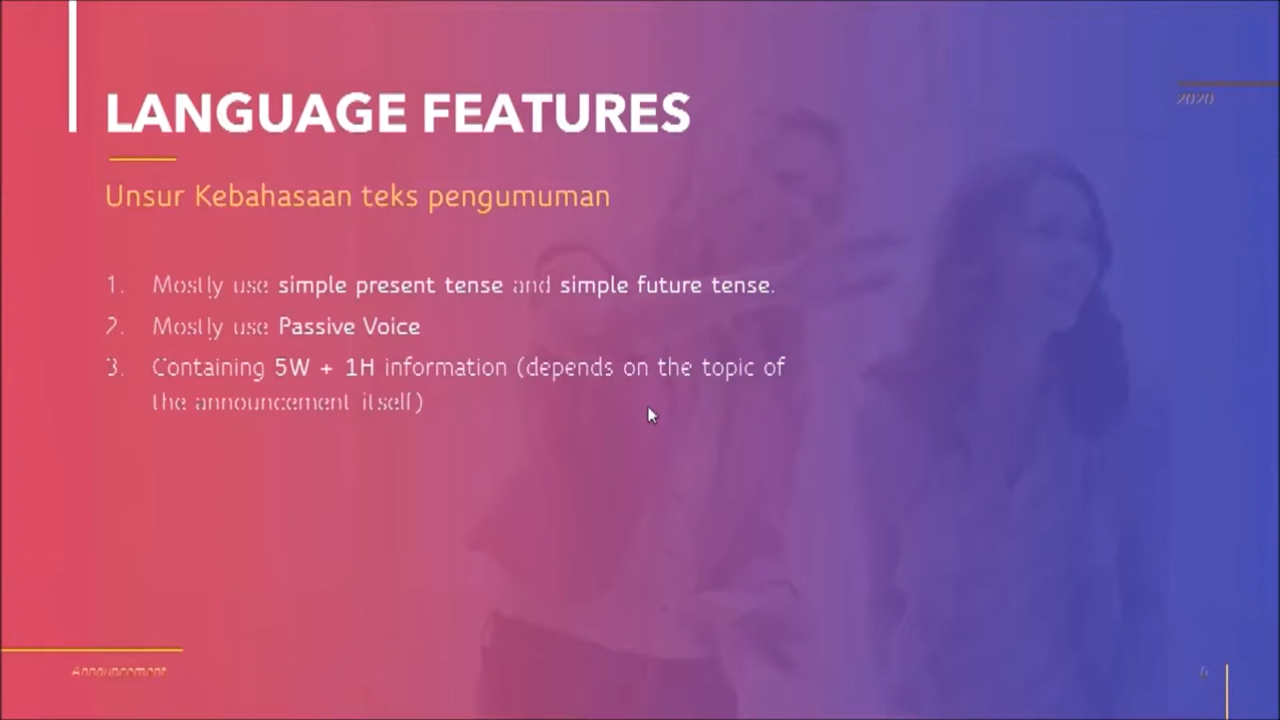 LANGUAGE FEATURES
2020
Unsur Kebahasaan teks pengumuman
1. Mostly use simple present tense and simple future tense.
2. Mostly use Passive Voice
3. Containing 5W + 1H information (depends on the topic of
the announcement itself)
Announcement